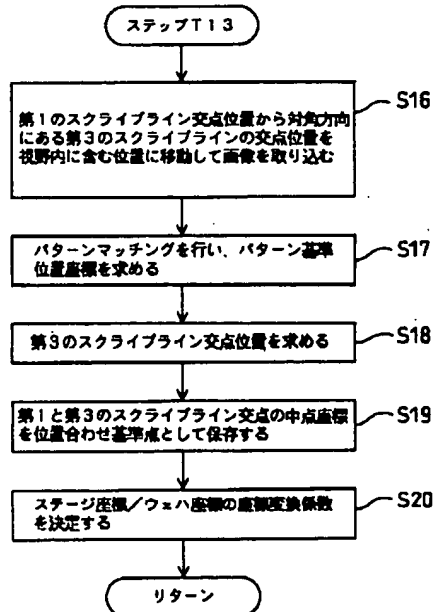 ステップT13
第1のスクライブライン交点位置から対角方向
にある第3のスクライブラインの交点位置を
視野内に含む位置に移動して画像を取り込む
S16
パターンマッチングを行い、パターン基準
位置座標を求める
S17
第3のスクライブライン交点位置を求める
S18
第1と第3のスクライブライン交点の中点座標
を位置合わせ基準点として保存する
S19
ステージ座標/ウェハ座標の座標変換係数
を決定する
S20
リターン